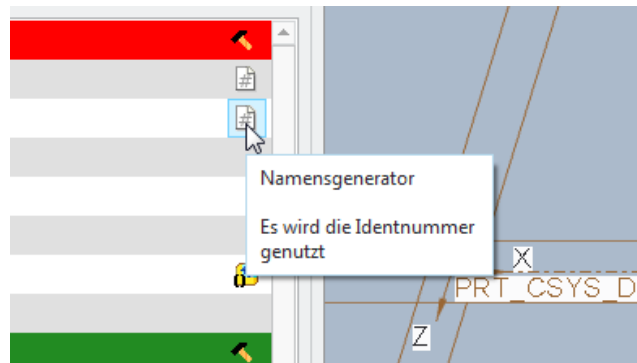 #
#
Namensgenerator
Es wird die Identnummer
genutzt
X
PRT_CSYS_D
Z